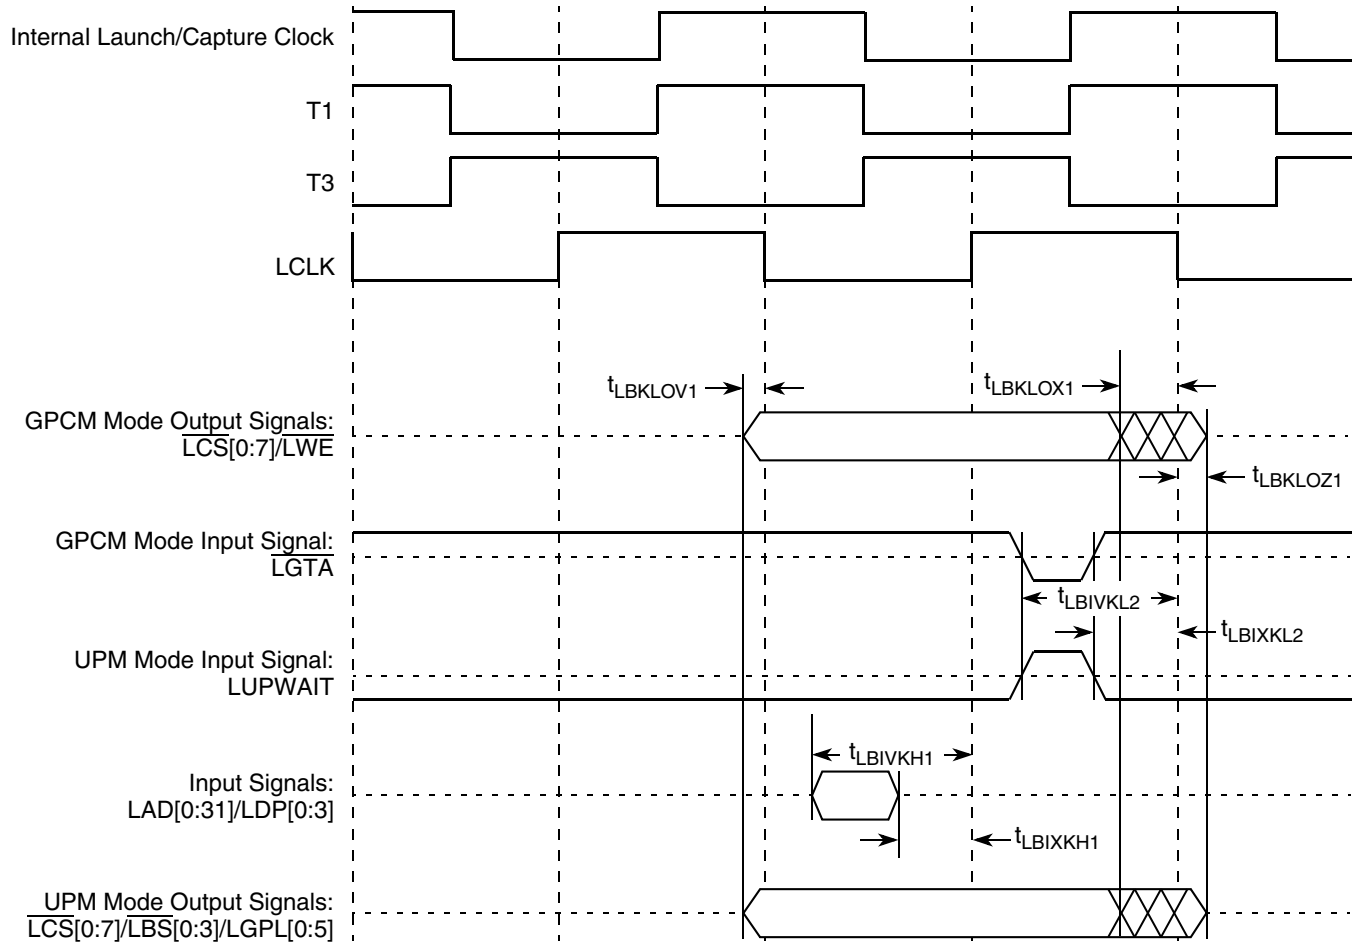 Internal Launch/Capture Clock
T1
T3
LCLK
tLBKLOV1
tLBKLOX1
GPCM Mode Output Signals:
LCS[0:7]/LWE
tLBKLOZ1
GPCM Mode Input Signal:
LGTA
tLBIVKL2
tLBIXKL2
UPM Mode Input Signal:
LUPWAIT
tLBIVKH1
Input Signals:
LAD[0:31]/LDP[0:3]
tLBIXKH1
UPM Mode Output Signals:
LCS[0:7]/LBS[0:3]/LGPL[0:5]